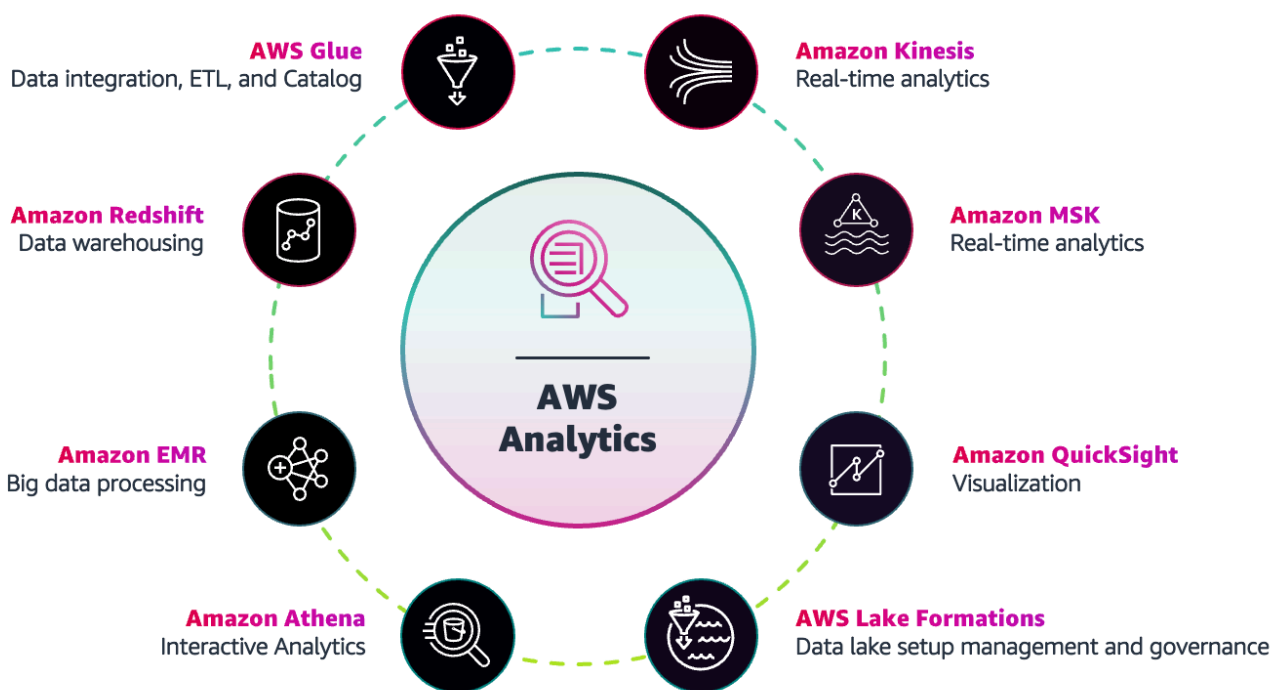 AWS Glue
Data integration, ETL, and Catalog
Amazon Kinesis
Real-time analytics
Amazon Redshift
Data warehousing
K
Amazon MSK
Real-time analytics
AWS
Analytics
Amazon EMR
Big data processing
Amazon QuickSight
Visualization
Amazon Athena
Interactive Analytics
AWS Lake Formations
Data lake setup management and governance